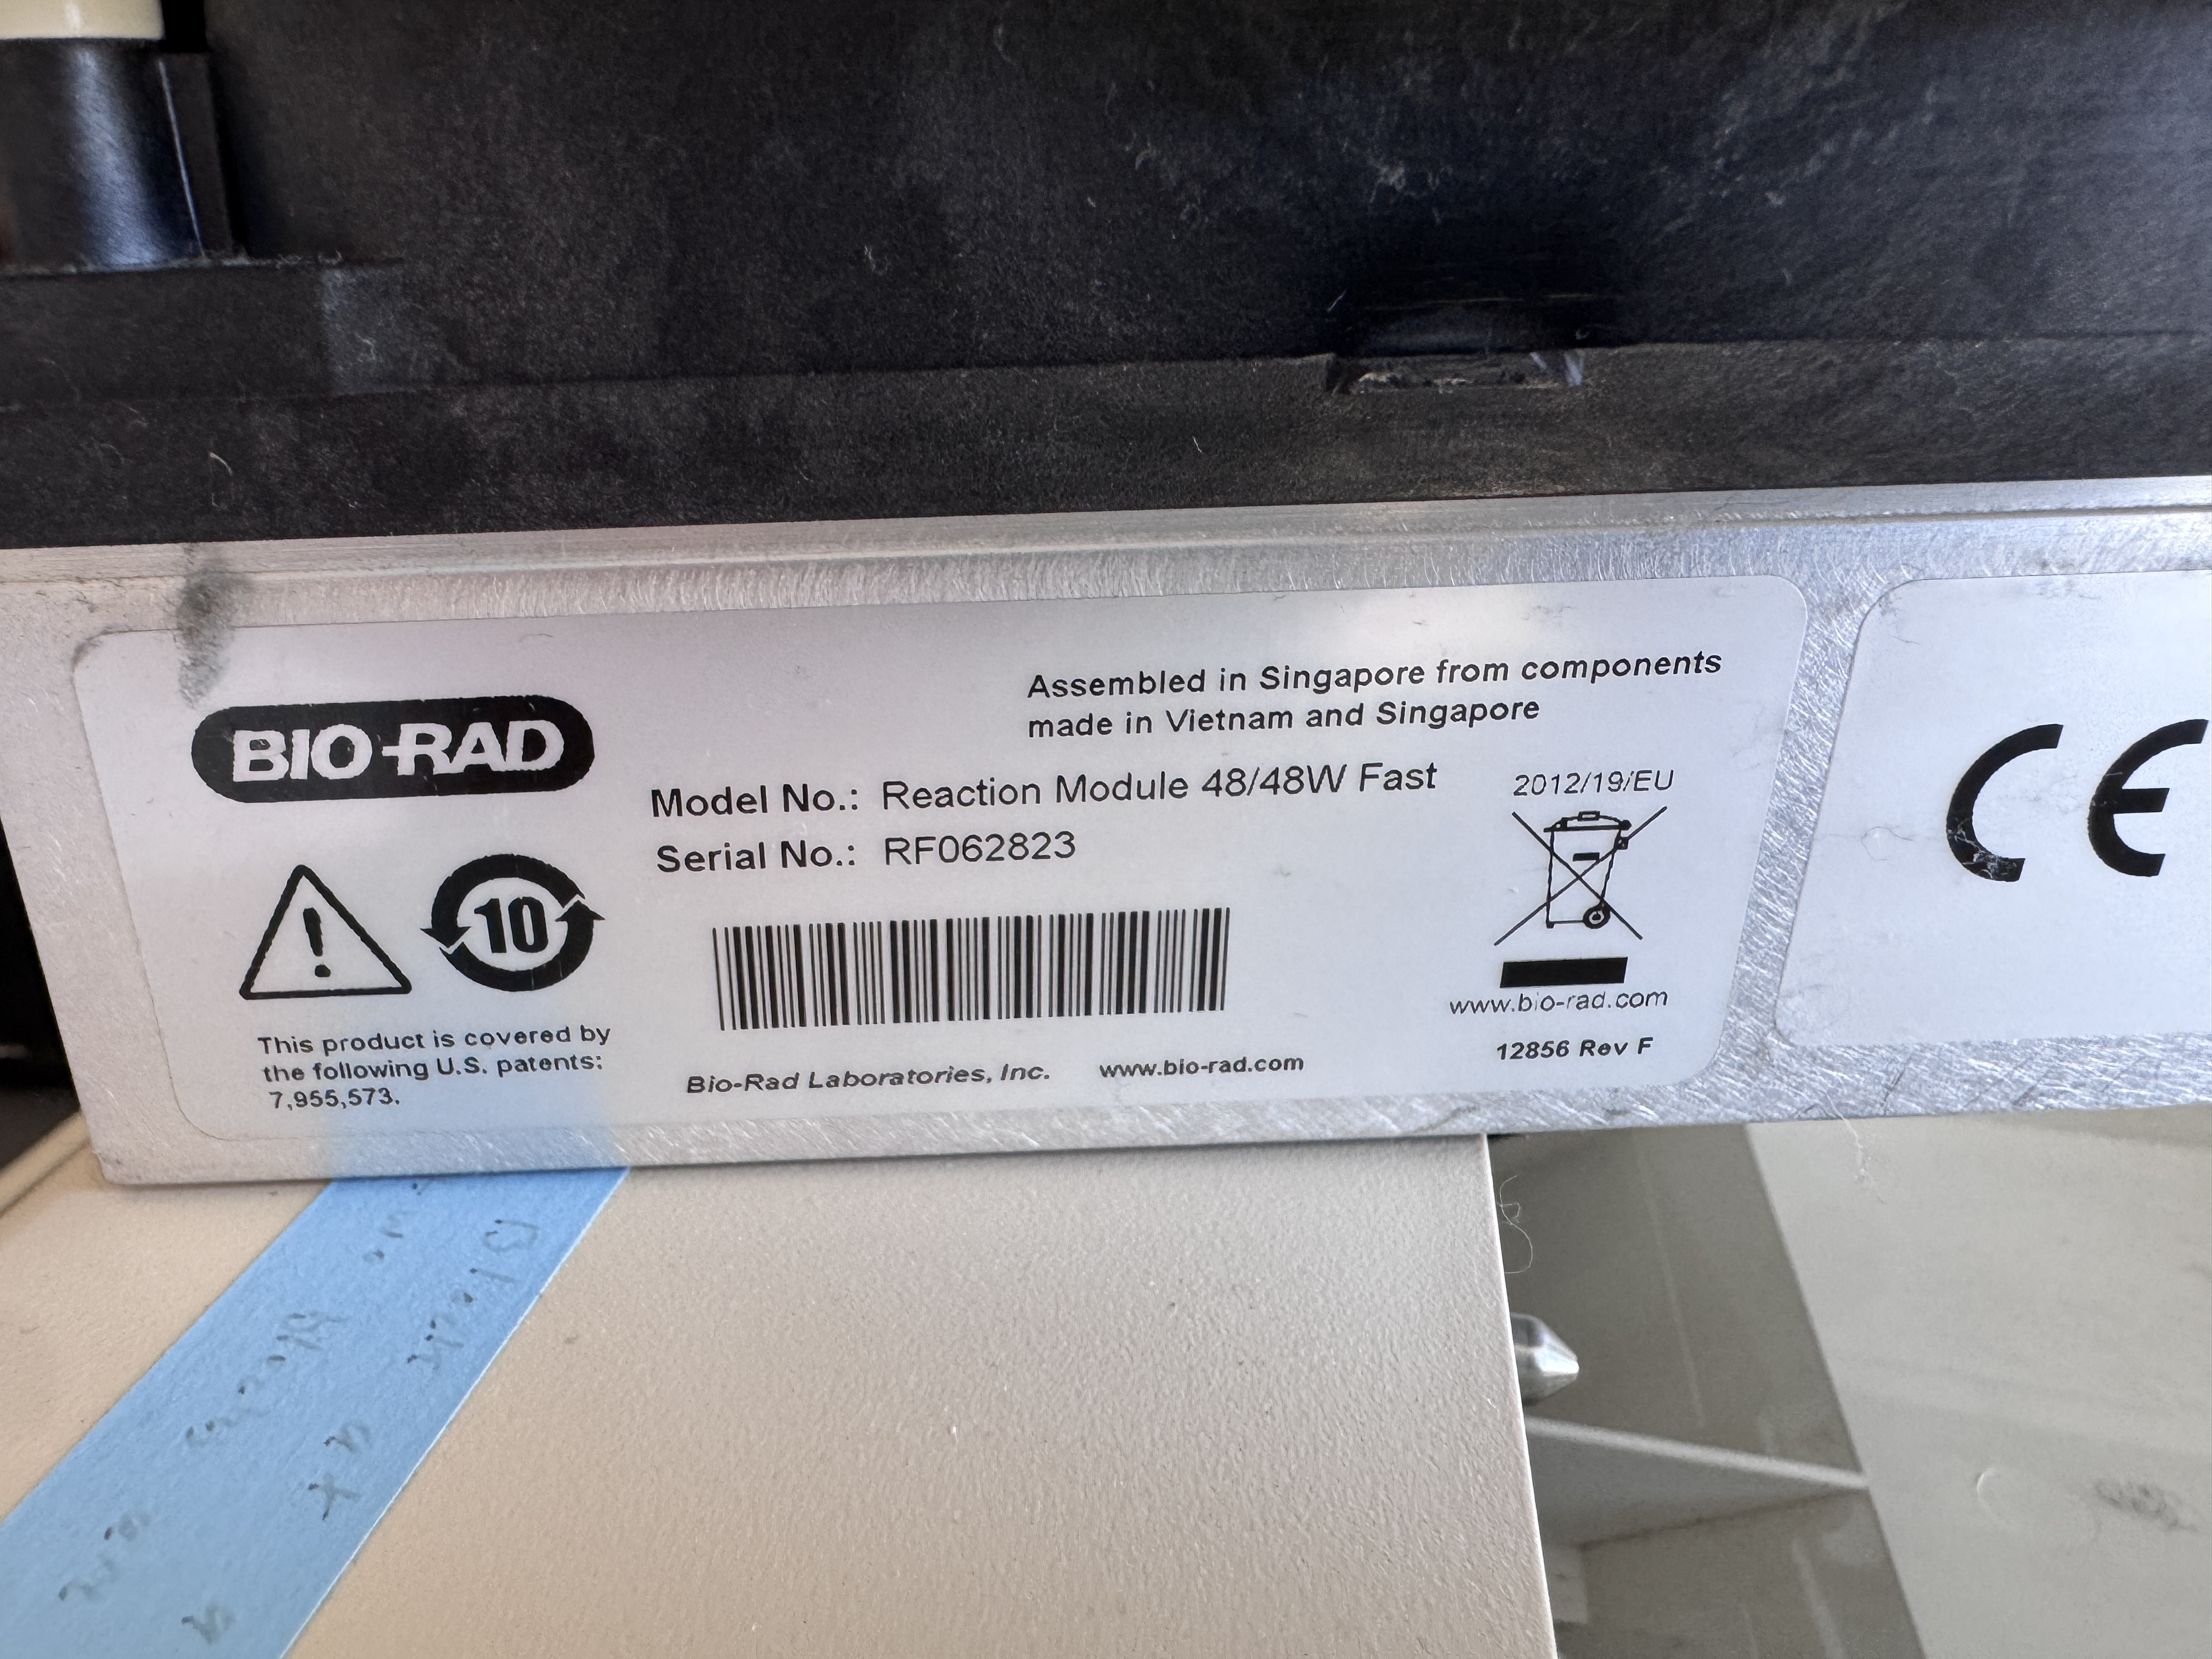 Assembled in Singapore from components
made in Vietnam and Singapore
BIO-RAD
Model No.: Reaction Module 48/48W Fast
Serial No.: RF062823
2012/19/EU
10
This product is covered by
the following U.S. patents:
7,955,573.
Bio-Rad Laboratories, Inc. www.bio-rad.com
www.bio-rad.com
12856 Rev F
CE